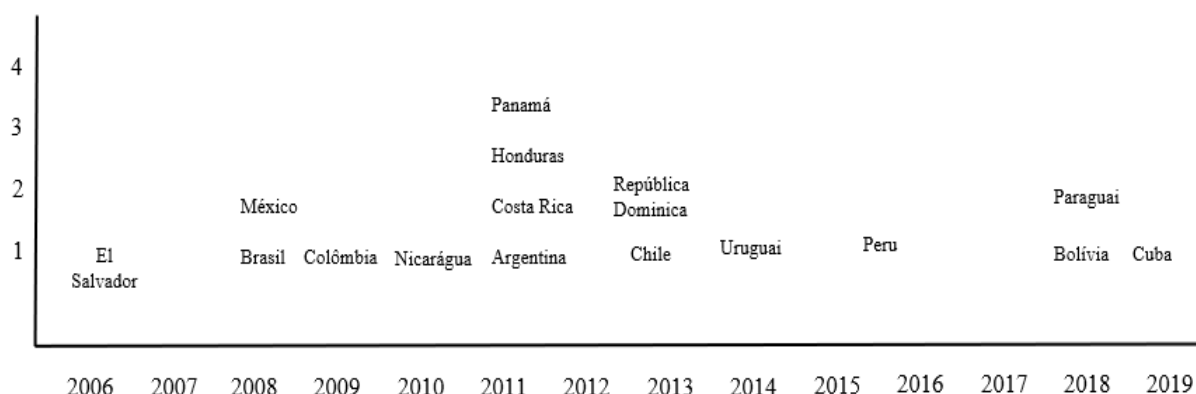 4
Panamá
3
Honduras
2
República
Dominica
México
Costa Rica
Paraguai
1
El
Salvador
Brasil
Colômbia
Nicarágua
Argentina
Chile
Uruguai
Peru
Bolívia
Cuba
2006 2007 2008 2009 2010 2011 2012 2013 2014 2015 2016 2017 2018 2019